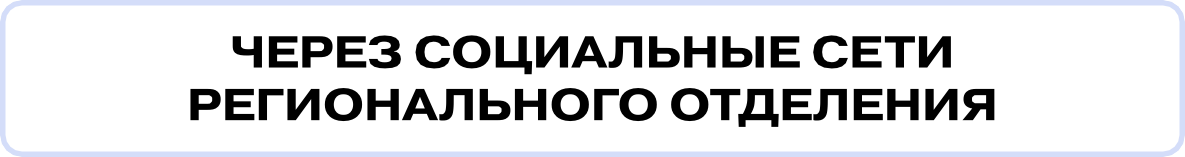 ЧЕРЕЗ СОЦИАЛЬНЫЕ СЕТИ
РЕГИОНАЛЬНОГО ОТДЕЛЕНИЯ